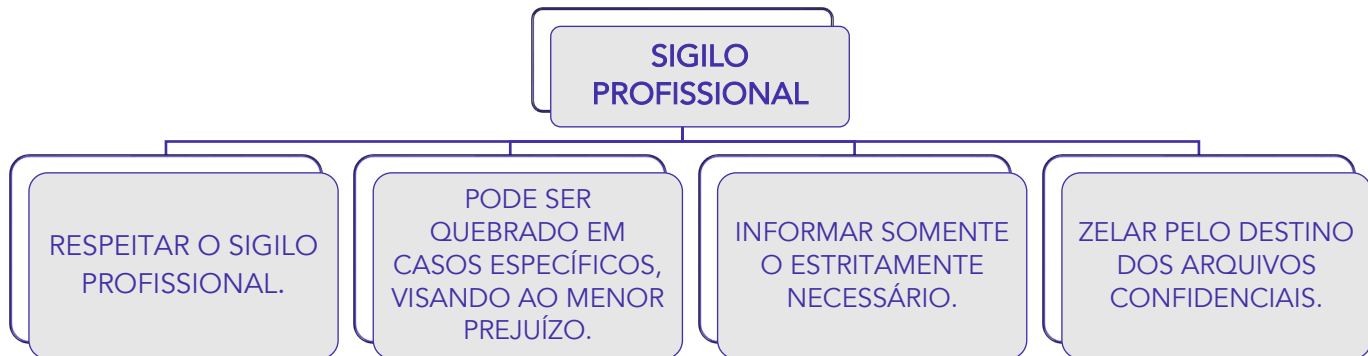 SIGILO
PROFISSIONAL
RESPEITAR O SIGILO
PROFISSIONAL.
PODE SER
QUEBRADO EM
CASOS ESPECÍFICOS,
VISANDO AO MENOR
PREJUÍZO.
INFORMAR SOMENTE
O ESTRITAMENTE
NECESSÁRIO.
ZELAR PELO DESTINO
DOS ARQUIVOS
CONFIDENCIAIS.